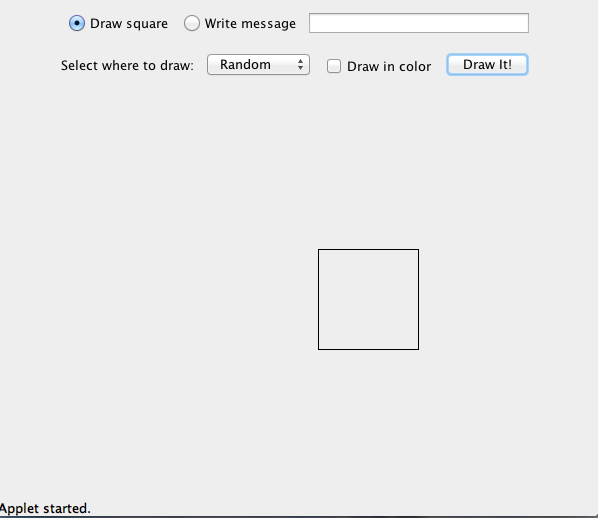 Draw square Write message
Select where to draw: Random Draw in color Draw It!
Applet started.